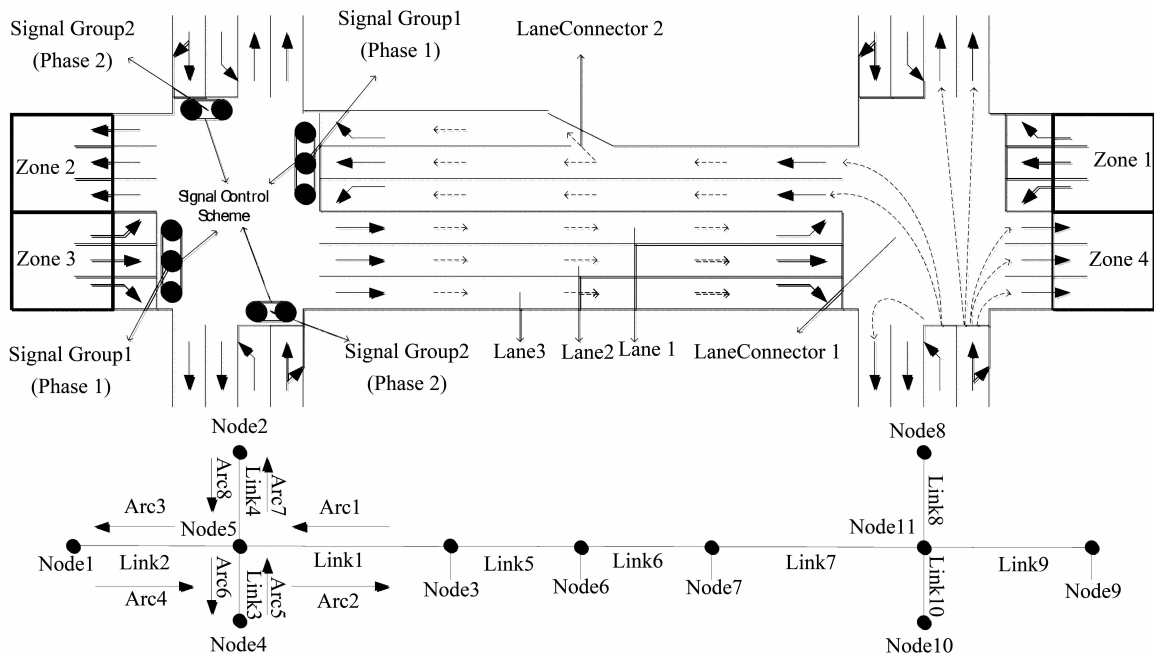 Signal Group2
(Phase 2)
Signal Group1
(Phase 1)
LaneConnector 2
Zone 2
Zone 1
Signal Control
Scheme
Zone 3
Zone 4
Signal Group1
(Phase 1)
Signal Group2
(Phase 2)
Lane3
Lane2
Lane 1
LaneConnector 1
Node2
Node8
Arc8
Link4
Arc7
Link8
Arc3
Node5
Arc1
Node11
Node1
Link2
Link1
Node3
Link5
Node6
Link6
Node7
Link7
Link9
Node9
Arc4
Arc6
Link3
Arc5
Arc2
Link10
Node4
Node10